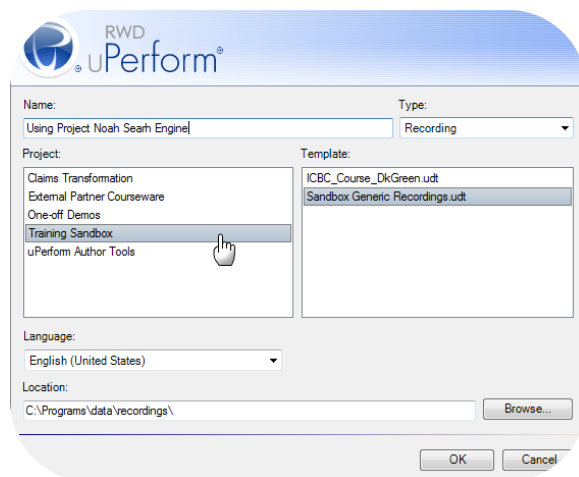 RWD
uPerform®
Name: Type:
Using Project Noah Searh Engine Recording
Project: Template:
Claims Transformation ICBC_Course_DkGreen.udt
External Partner Courseware Sandbox Generic Recordings.udt
One-off Demos
Training Sandbox
uPerform Author Tools
Language:
English (United States)
Location:
C:\Programs\data\recordings\ Browse...
OK Cancel